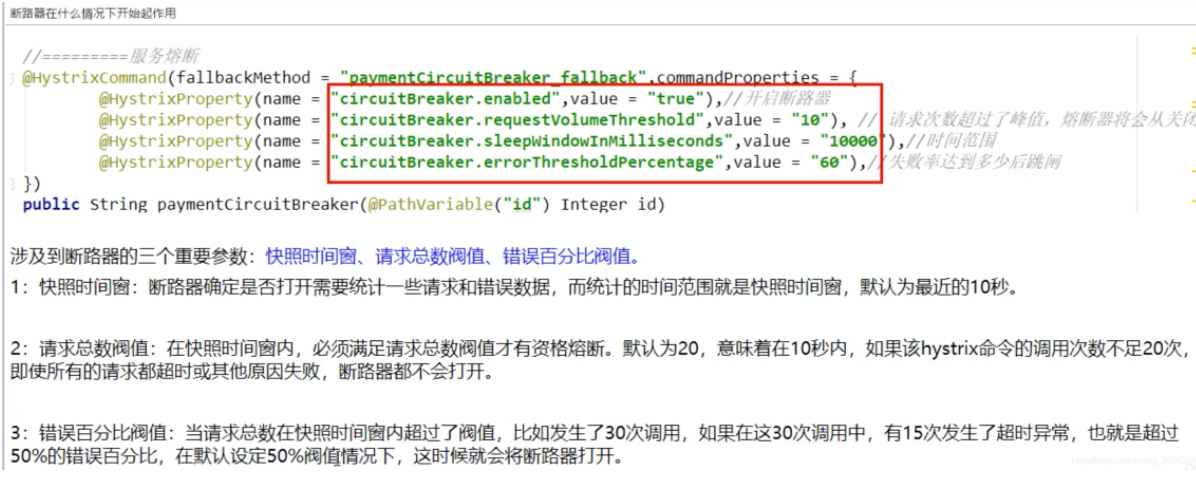 断路器在什么情况下开始起作用
//=========服务熔断
@HystrixCommand(fallbackMethod = "paymentCircuitBreaker_fallback",commandProperties = {
@HystrixProperty(name = "circuitBreaker.enabled",value = "true"),//开启断路器
@HystrixProperty(name = "circuitBreaker.requestVolumeThreshold",value = "10"), // 请求次数超过了峰值，熔断器将会从关闭
@HystrixProperty(name = "circuitBreaker.sleepWindowInMilliseconds",value = "10000"),//时间范围
@HystrixProperty(name = "circuitBreaker.errorThresholdPercentage",value = "60"),//失败率达到多少后跳闸
})
public String paymentCircuitBreaker(@PathVariable("id") Integer id)
涉及到断路器的三个重要参数：快照时间窗、请求总数阀值、错误百分比阀值。
1：快照时间窗：断路器确定是否打开需要统计一些请求和错误数据，而统计的时间范围就是快照时间窗，默认为最近的10秒。
2：请求总数阀值：在快照时间窗内，必须满足请求总数阀值才有资格熔断。默认为20，意味着在10秒内，如果该hystrix命令的调用次数不足20次，
即使所有的请求都超时或其他原因失败，断路器都不会打开。
3：错误百分比阀值：当请求总数在快照时间窗内超过了阀值，比如发生了30次调用，如果在这30次调用中，有15次发生了超时异常，也就是超过
50%的错误百分比，在默认设定50%阀值情况下，这时候就会将断路器打开。